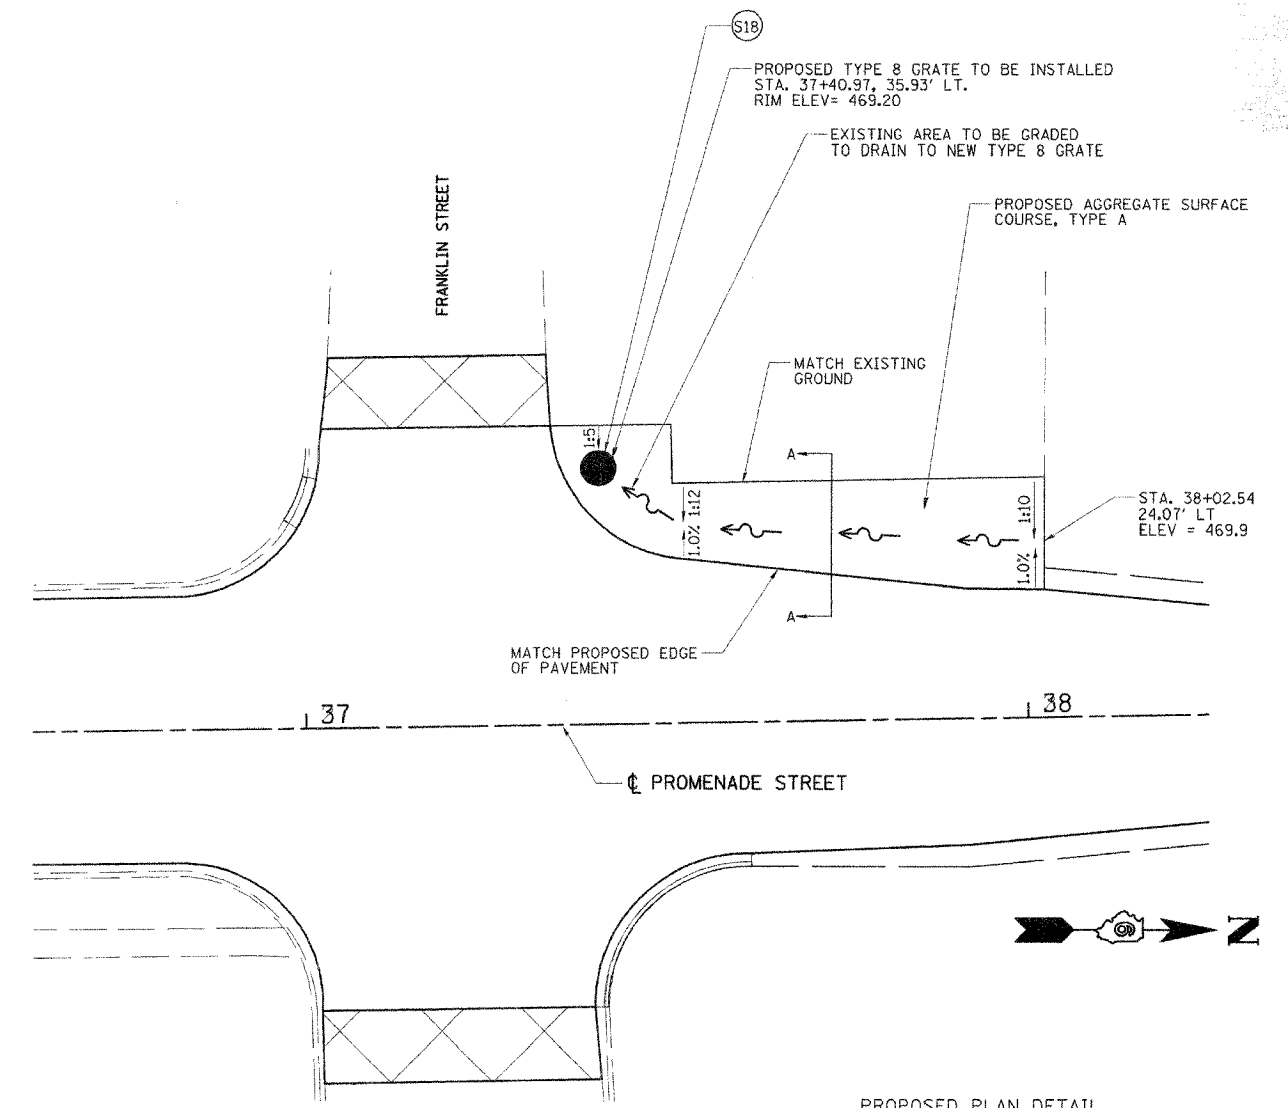 S18
PROPOSED TYPE 8 GRATE TO BE INSTALLED
STA. 37+40.97, 35.93' LT.
RIM ELEV= 469.20
EXISTING AREA TO BE GRADED
TO DRAIN TO NEW TYPE 8 GRATE
PROPOSED AGGREGATE SURFACE
COURSE, TYPE A
FRANKLIN STREET
MATCH EXISTING
GROUND
1:5
A
1:12
1.0%
1:10
1.0%
STA. 38+02.54
24.07' LT
ELEV = 469.9
A
MATCH PROPOSED EDGE
OF PAVEMENT
37
38
℄ PROMENADE STREET
N
PROPOSED PLAN DETAIL